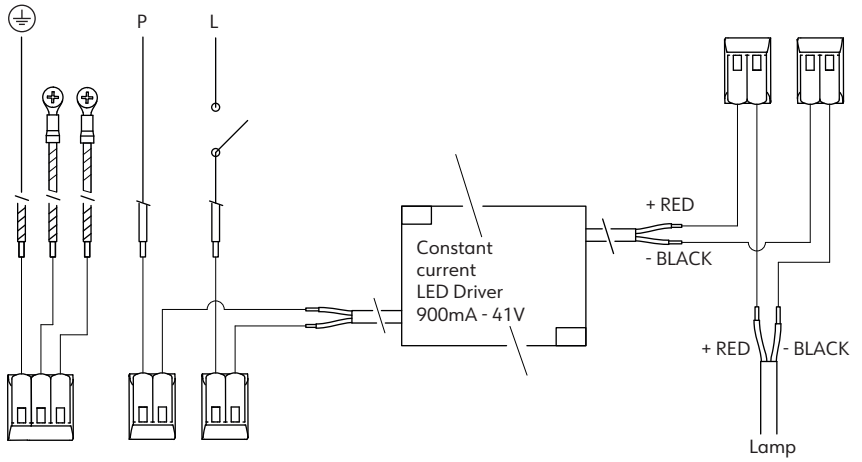 P
L
+ RED
- BLACK
Constant
current
LED Driver
900mA - 41V
+ RED
- BLACK
Lamp